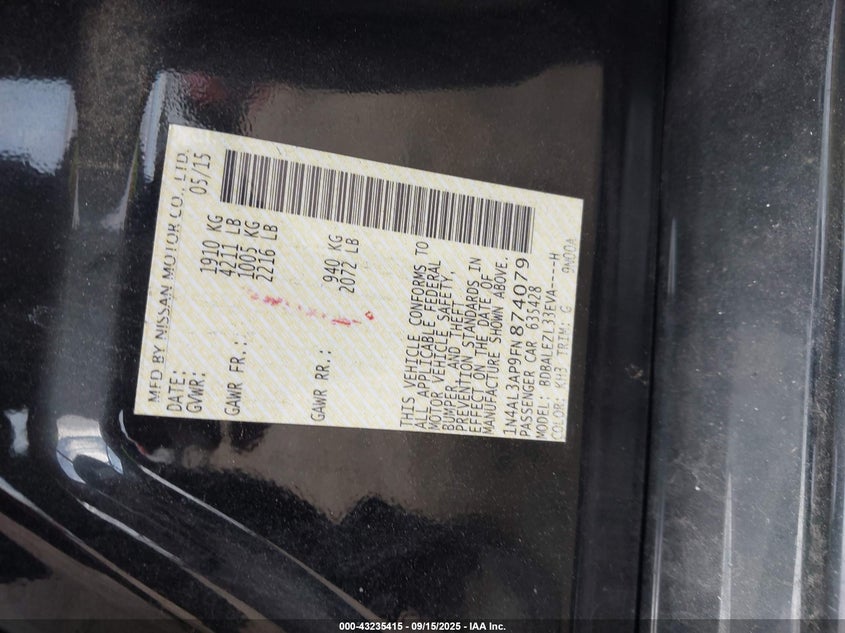 MFD BY NISSAN MOTOR CO., LTD.
DATE: 05/15
GVWR: 1910 KG
4211 LB
GAWR FR.: 1005 KG
2216 LB
GAWR RR.: 940 KG
2072 LB
THIS VEHICLE CONFORMS TO
ALL APPLICABLE FEDERAL
MOTOR VEHICLE SAFETY,
BUMPER, AND THEFT
PREVENTION STANDARDS IN
EFFECT ON THE DATE OF
MANUFACTURE SHOWN ABOVE.
1N4AL3AP9FN874079
PASSENGER CAR 635428
MODEL: BDBALEZL33EVA----H
COLOR: KH3 TRIM: G 9N00A
000-43235415 - 09/15/2025 - IAA Inc.